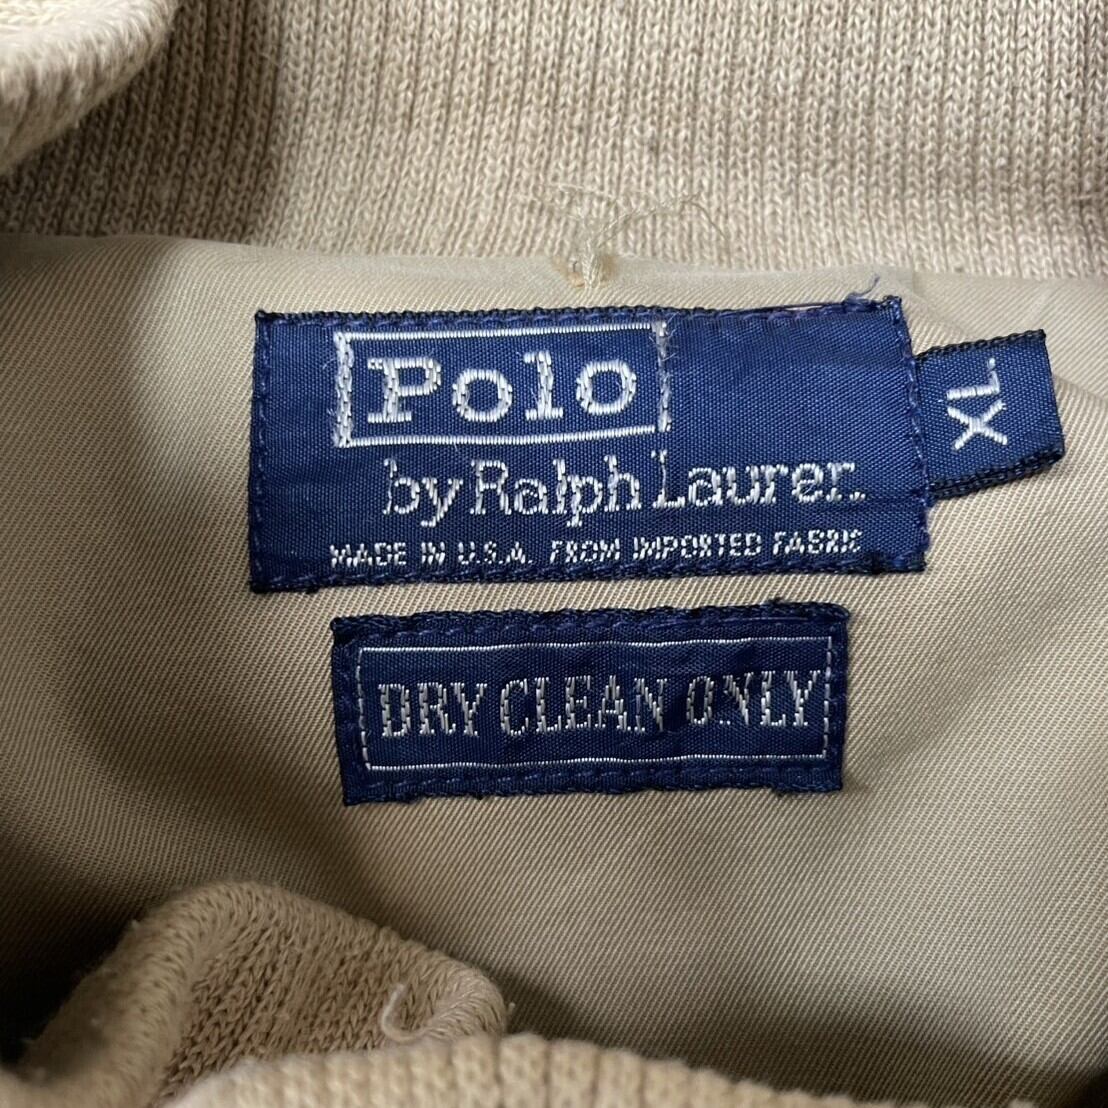 Polo
by Ralph Lauren
MADE IN U.S.A. FROM IMPORTED FABRIC
XL
DRY CLEAN ONLY